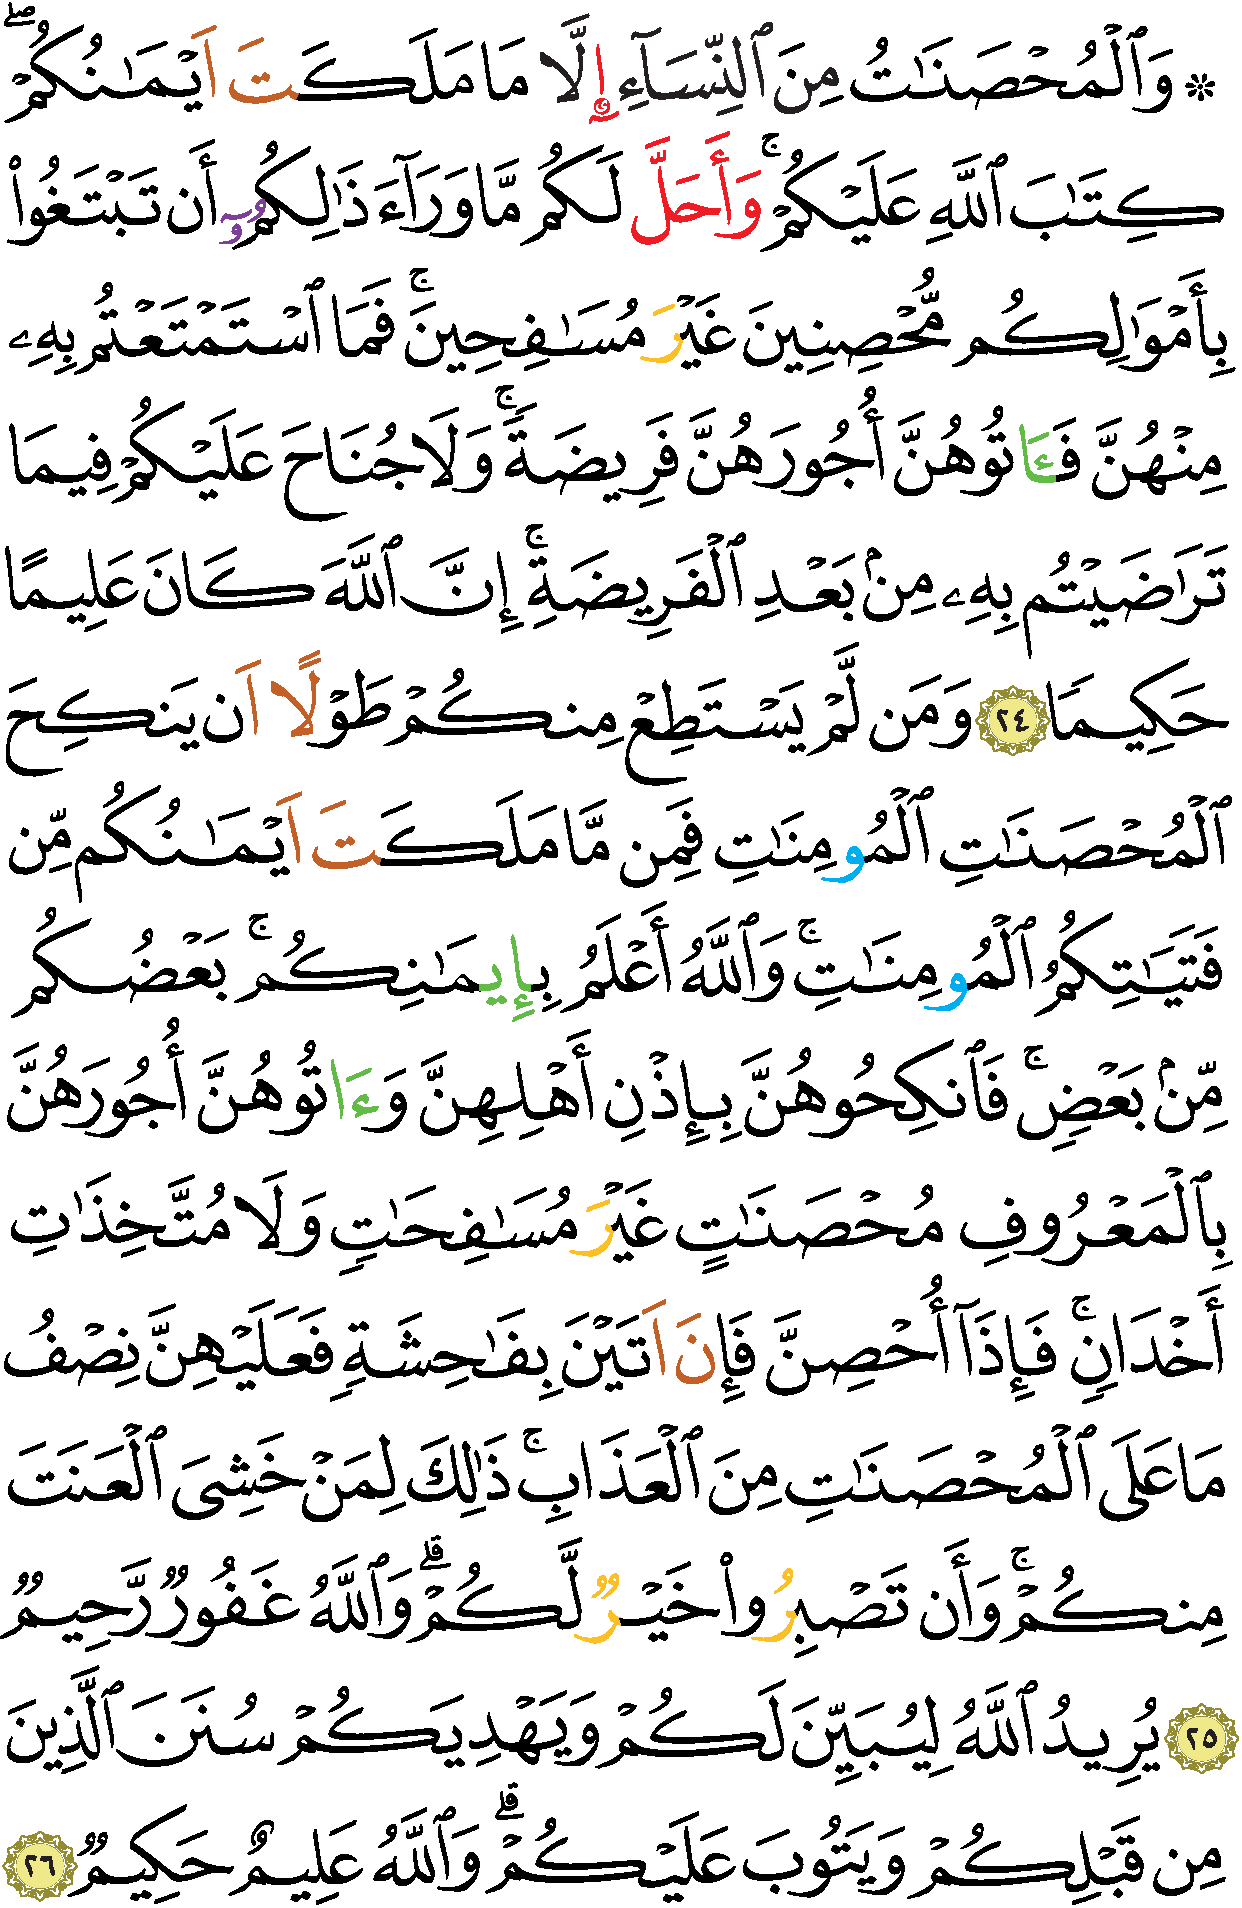 ۞ وَٱلْمُحْصَنَٰتُ مِنَ ٱلنِّسَآءِ اِ۬لَّا مَا مَلَكَتَ اَيْمَٰنُكُمْۖ
كِتَٰبَ ٱللَّهِ عَلَيْكُمْۚ وَأَحَلَّ لَكُم مَّا وَرَآءَ ذَٰلِكُمُۥٓ أَن تَبْتَغُوا۟
بِأَمْوَٰلِكُم مُّحْصِنِينَ غَيْرَ مُسَٰفِحِينَۚ فَمَا ٱسْتَمْتَعْتُم بِهِۦ
مِنْهُنَّ فَـَٔاتُوهُنَّ أُجُورَهُنَّ فَرِيضَةًۚ وَلَا جُنَاحَ عَلَيْكُمْ فِيمَا
تَرَٰضَيْتُم بِهِۦ مِنۢ بَعْدِ ٱلْفَرِيضَةِۚ إِنَّ ٱللَّهَ كَانَ عَلِيمًا
حَكِيمًا ٢٤ وَمَن لَّمْ يَسْتَطِعْ مِنكُمْ طَوْلًا اَن يَنكِحَ
ٱلْمُحْصَنَٰتِ ٱلْمُومِنَٰتِ فَمِن مَّا مَلَكَتَ اَيْمَٰنُكُم مِّن
فَتَيَٰتِكُمُ ٱلْمُومِنَٰتِۚ وَٱللَّهُ أَعْلَمُ بِإِيمَٰنِكُمۚ بَعْضُكُم
مِّنۢ بَعْضٍۚ فَٱنكِحُوهُنَّ بِإِذْنِ أَهْلِهِنَّ وَءَاتُوهُنَّ أُجُورَهُنَّ
بِٱلْمَعْرُوفِ مُحْصَنَٰتٍ غَيْرَ مُسَٰفِحَٰتٍ وَلَا مُتَّخِذَٰتِ
أَخْدَانٍۚ فَإِذَآ أُحْصِنَّ فَإِنَ اَتَيْنَ بِفَٰحِشَةٍ فَعَلَيْهِنَّ نِصْفُ
مَا عَلَى ٱلْمُحْصَنَٰتِ مِنَ ٱلْعَذَابِۚ ذَٰلِكَ لِمَنْ خَشِىَ ٱلْعَنَتَ
مِنكُمْۚ وَأَن تَصْبِرُوا۟ خَيْرٌ لَّكُمْۗ وَٱللَّهُ غَفُورٌ رَّحِيمٌ
٢٥ يُرِيدُ ٱللَّهُ لِيُبَيِّنَ لَكُمْ وَيَهْدِيَكُمْ سُنَنَ ٱلَّذِينَ
مِن قَبْلِكُمْ وَيَتُوبَ عَلَيْكُمْۗ وَٱللَّهُ عَلِيمٌ حَكِيمٌ ٢٦